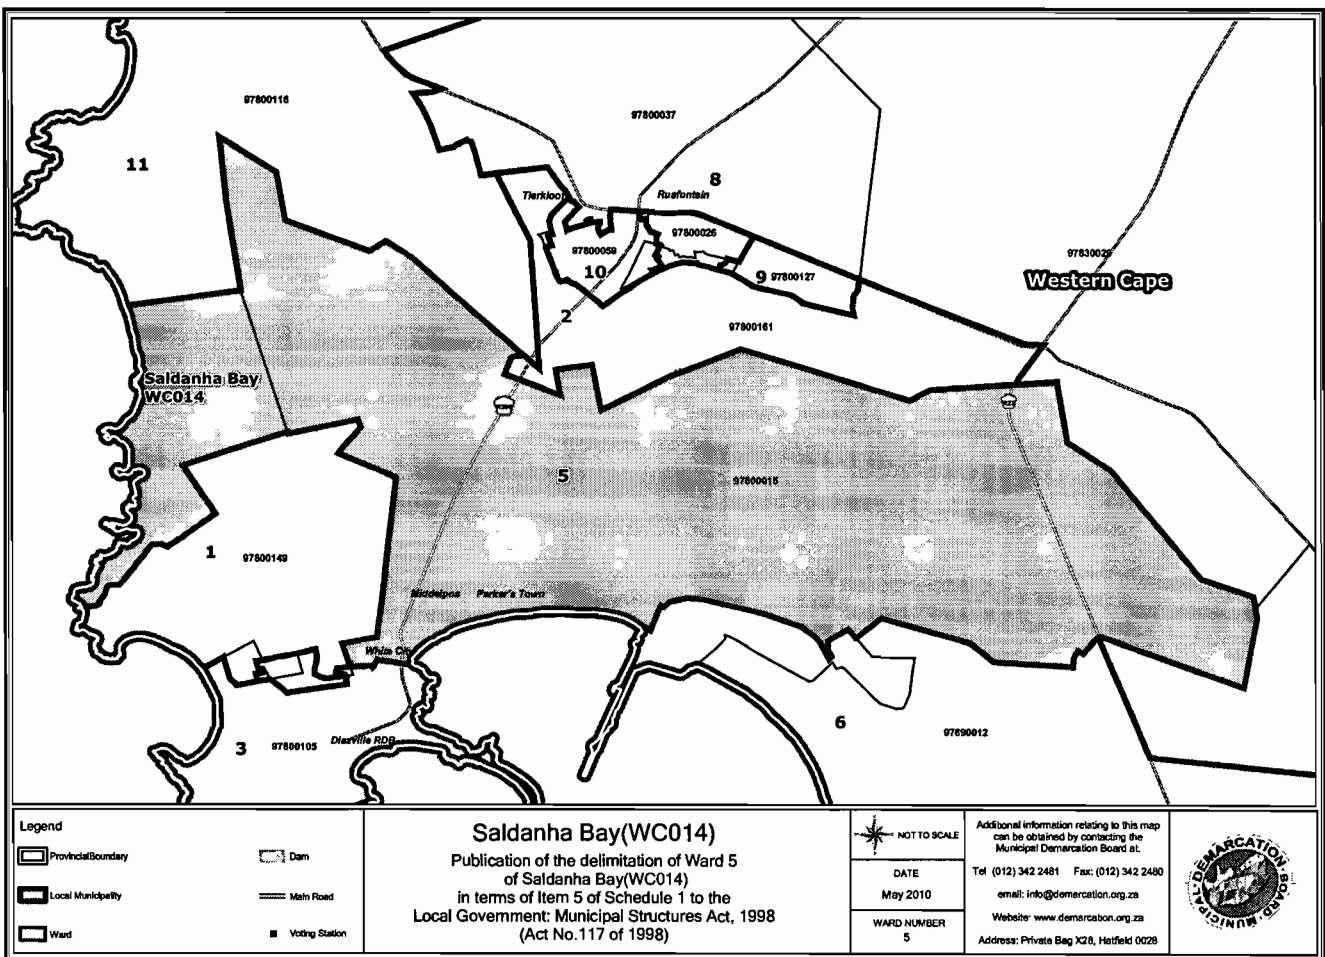 97800116
97800037
11
8
Tierkloof
Rusfontein
97800026
97800059
10
9
97800127
Western Cape
2
97800161
Saldanha Bay
WC014
5
97800015
1
97800149
Middelpos
Parker's Town
White City
6
97890012
3
97800105
Diazville RDP
Legend
ProvincialBoundary
Dam
Local Municipality
Main Road
Ward
Voting Station
Saldanha Bay(WC014)
Publication of the delimitation of Ward 5
of Saldanha Bay(WC014)
in terms of Item 5 of Schedule 1 to the
Local Government: Municipal Structures Act, 1998
(Act No.117 of 1998)
NOT TO SCALE
DATE
May 2010
WARD NUMBER
5
Additional information relating to this map
can be obtained by contacting the
Municipal Demarcation Board at:
Tel (012) 342 2481 Fax: (012) 342 2480
email: info@demarcation.org.za
Website: www.demarcation.org.za
Address: Private Bag X28, Hatfield 0028
MUNICIPAL DEMARCATION BOARD